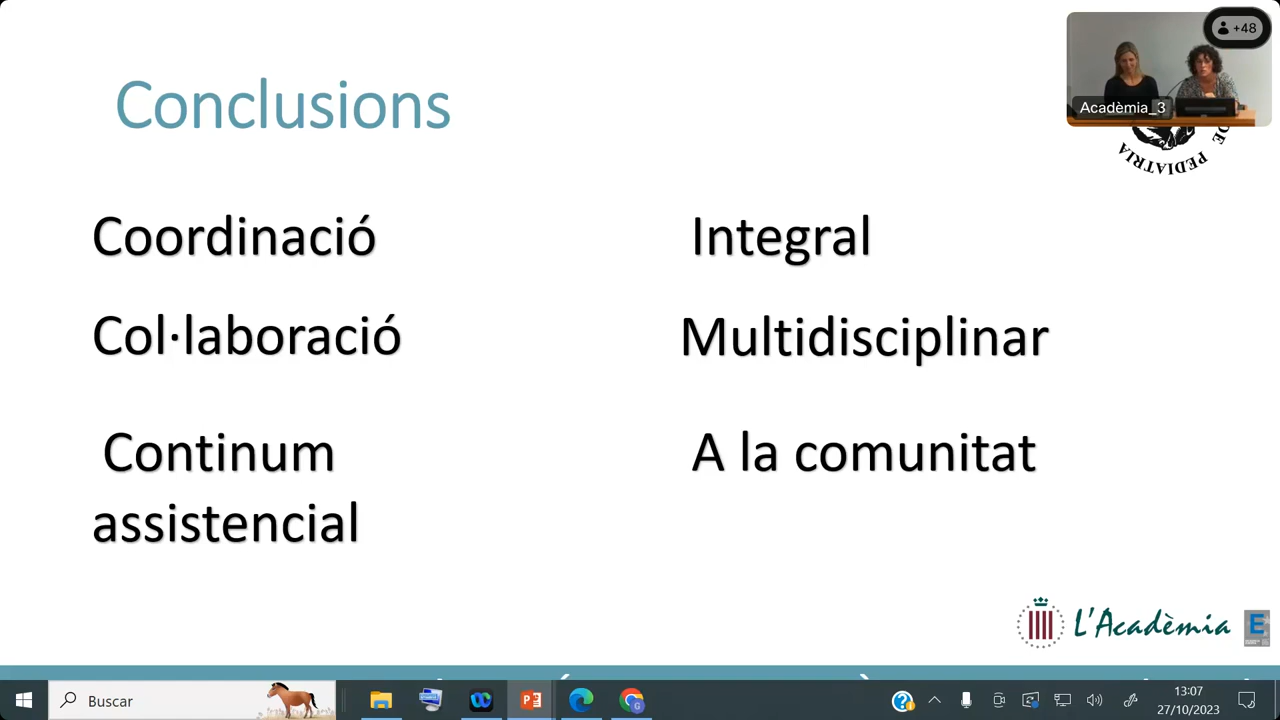 Conclusions
+48
Acadèmia_3
DE PEDIATRIA
Coordinació
Integral
Col·laboració
Multidisciplinar
Continum
assistencial
A la comunitat
L'Acadèmia
E
Buscar
13:07
27/10/2023